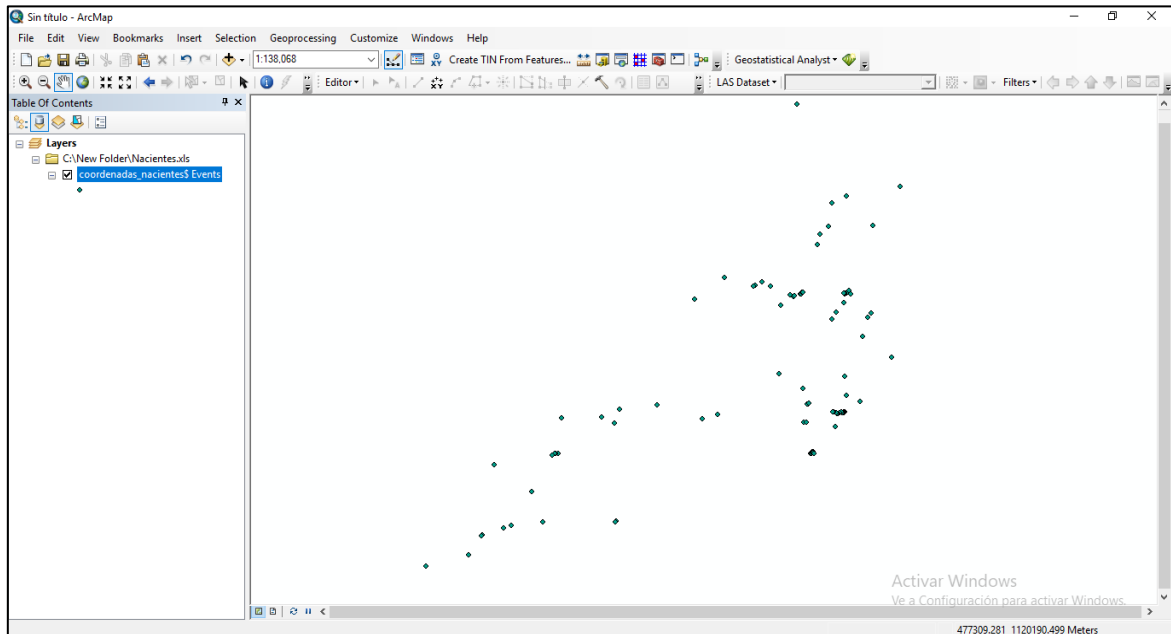 Sin título - ArcMap
File Edit View Bookmarks Insert Selection Geoprocessing Customize Windows Help
1:138,068 Create TIN From Features... Geostatistical Analyst
Editor LAS Dataset Filters
Table Of Contents
Layers
C:\New Folder\Nacientes.xls
coordenadas_nacientes$ Events
Activar Windows
Ve a Configuración para activar Windows.
477309.281 1120190.499 Meters